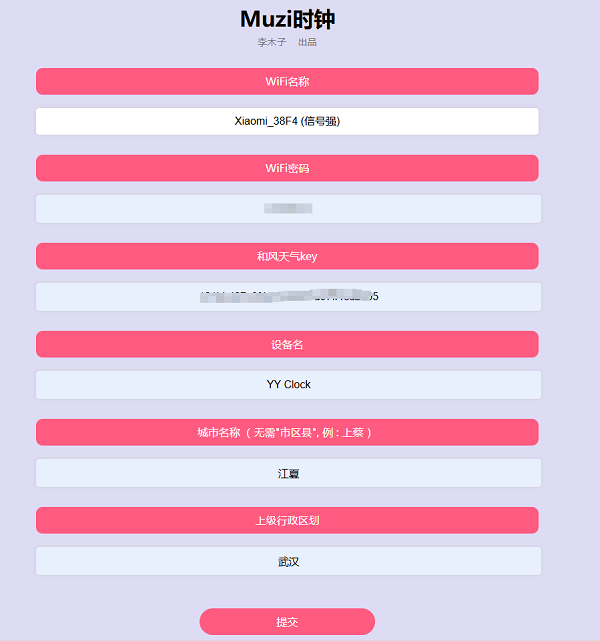 Muzi时钟
李木子 出品
WiFi名称
Xiaomi_38F4 (信号强)
WiFi密码
和风天气key
设备名
YY Clock
城市名称（无需"市区县", 例 : 上蔡）
江夏
上级行政区划
武汉
提交